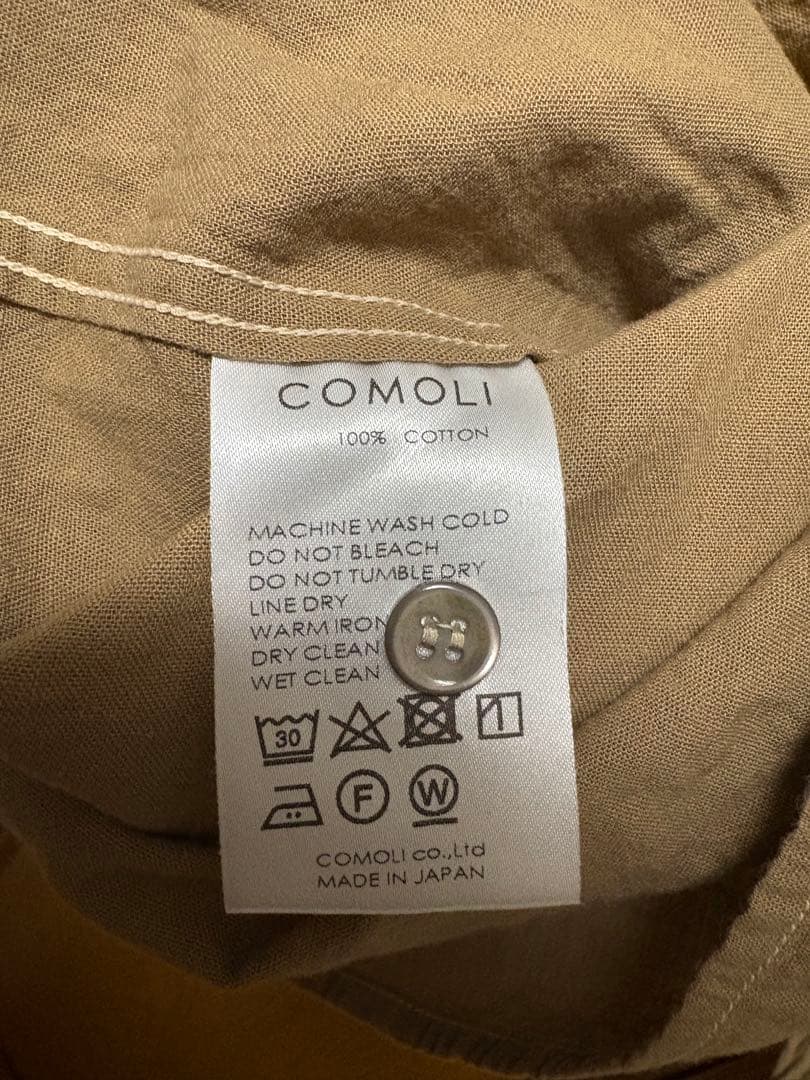 COMOLI
100% COTTON
MACHINE WASH COLD
DO NOT BLEACH
DO NOT TUMBLE DRY
LINE DRY
WARM IRON
DRY CLEAN
WET CLEAN
30
F
W
COMOLI co.,Ltd
MADE IN JAPAN